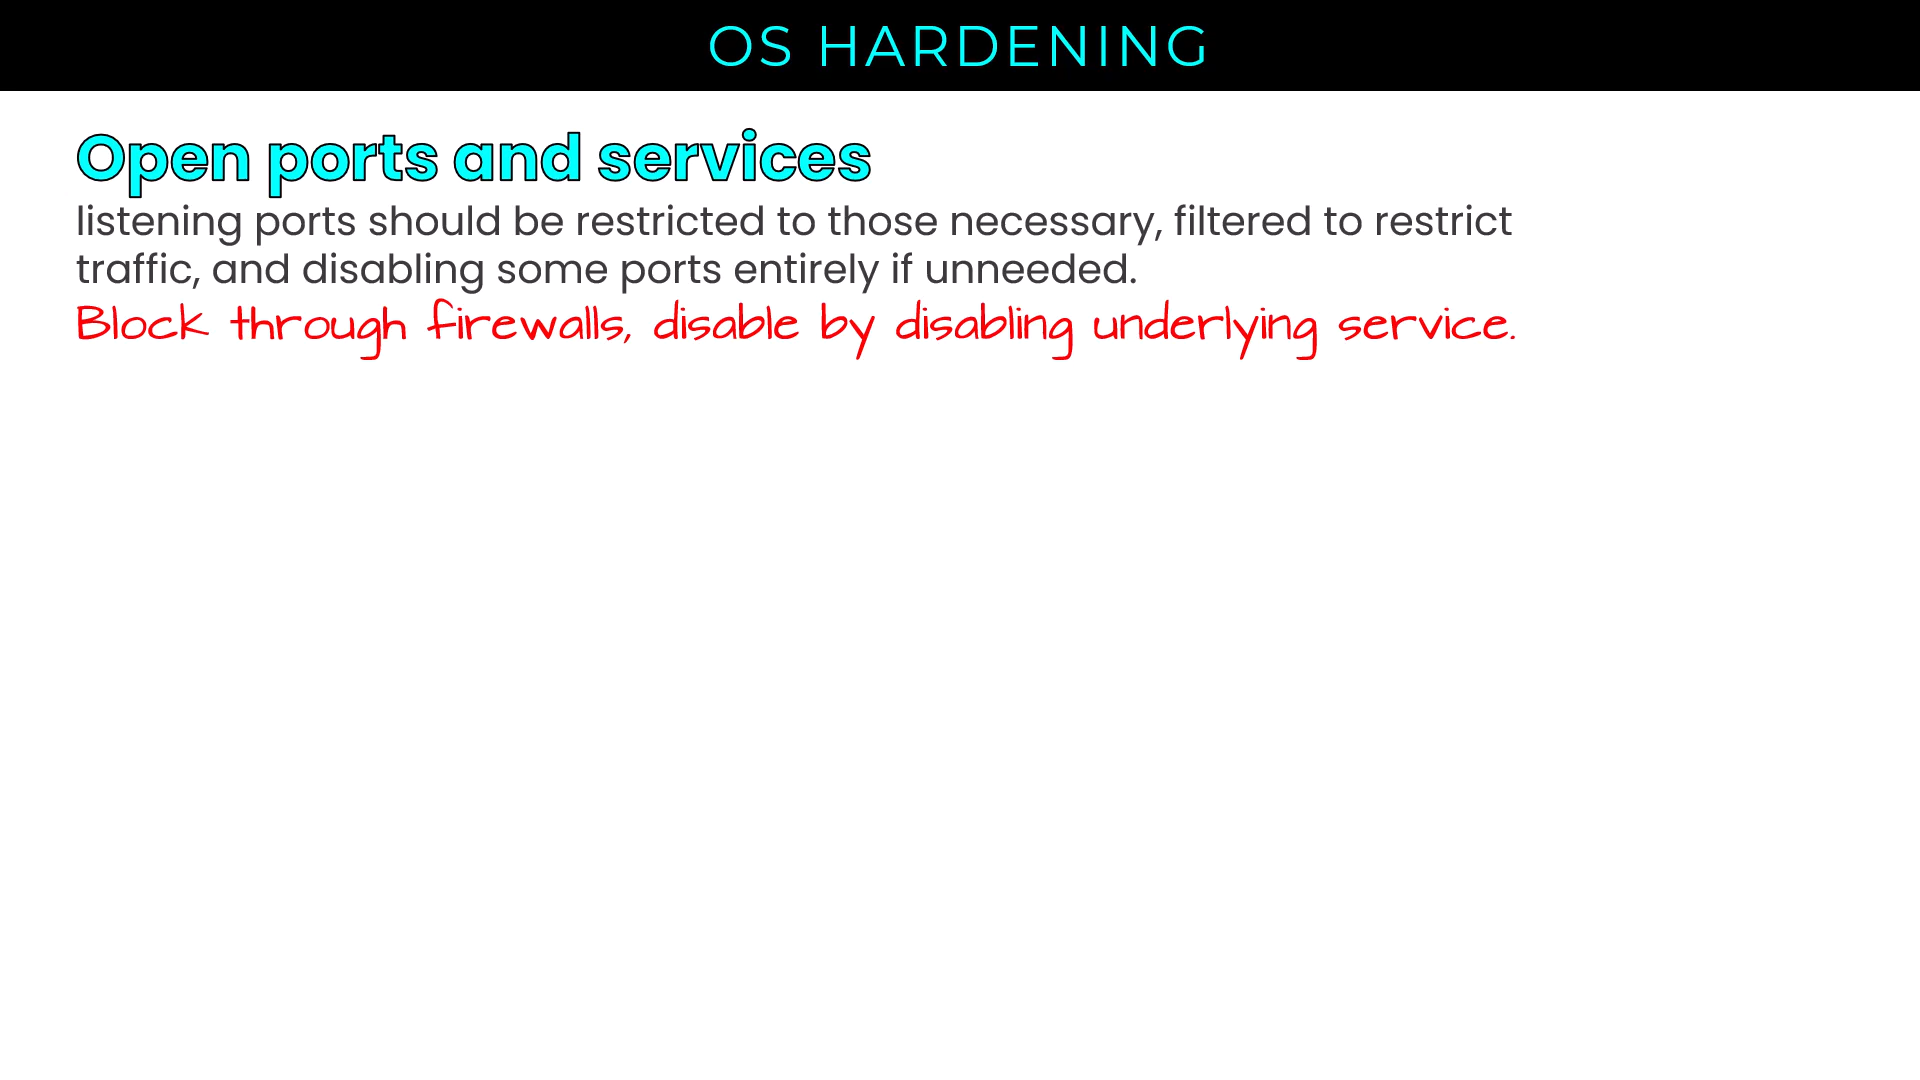 OS HARDENING
Open ports and services
listening ports should be restricted to those necessary, filtered to restrict
traffic, and disabling some ports entirely if unneeded.
Block through firewalls, disable by disabling underlying service.